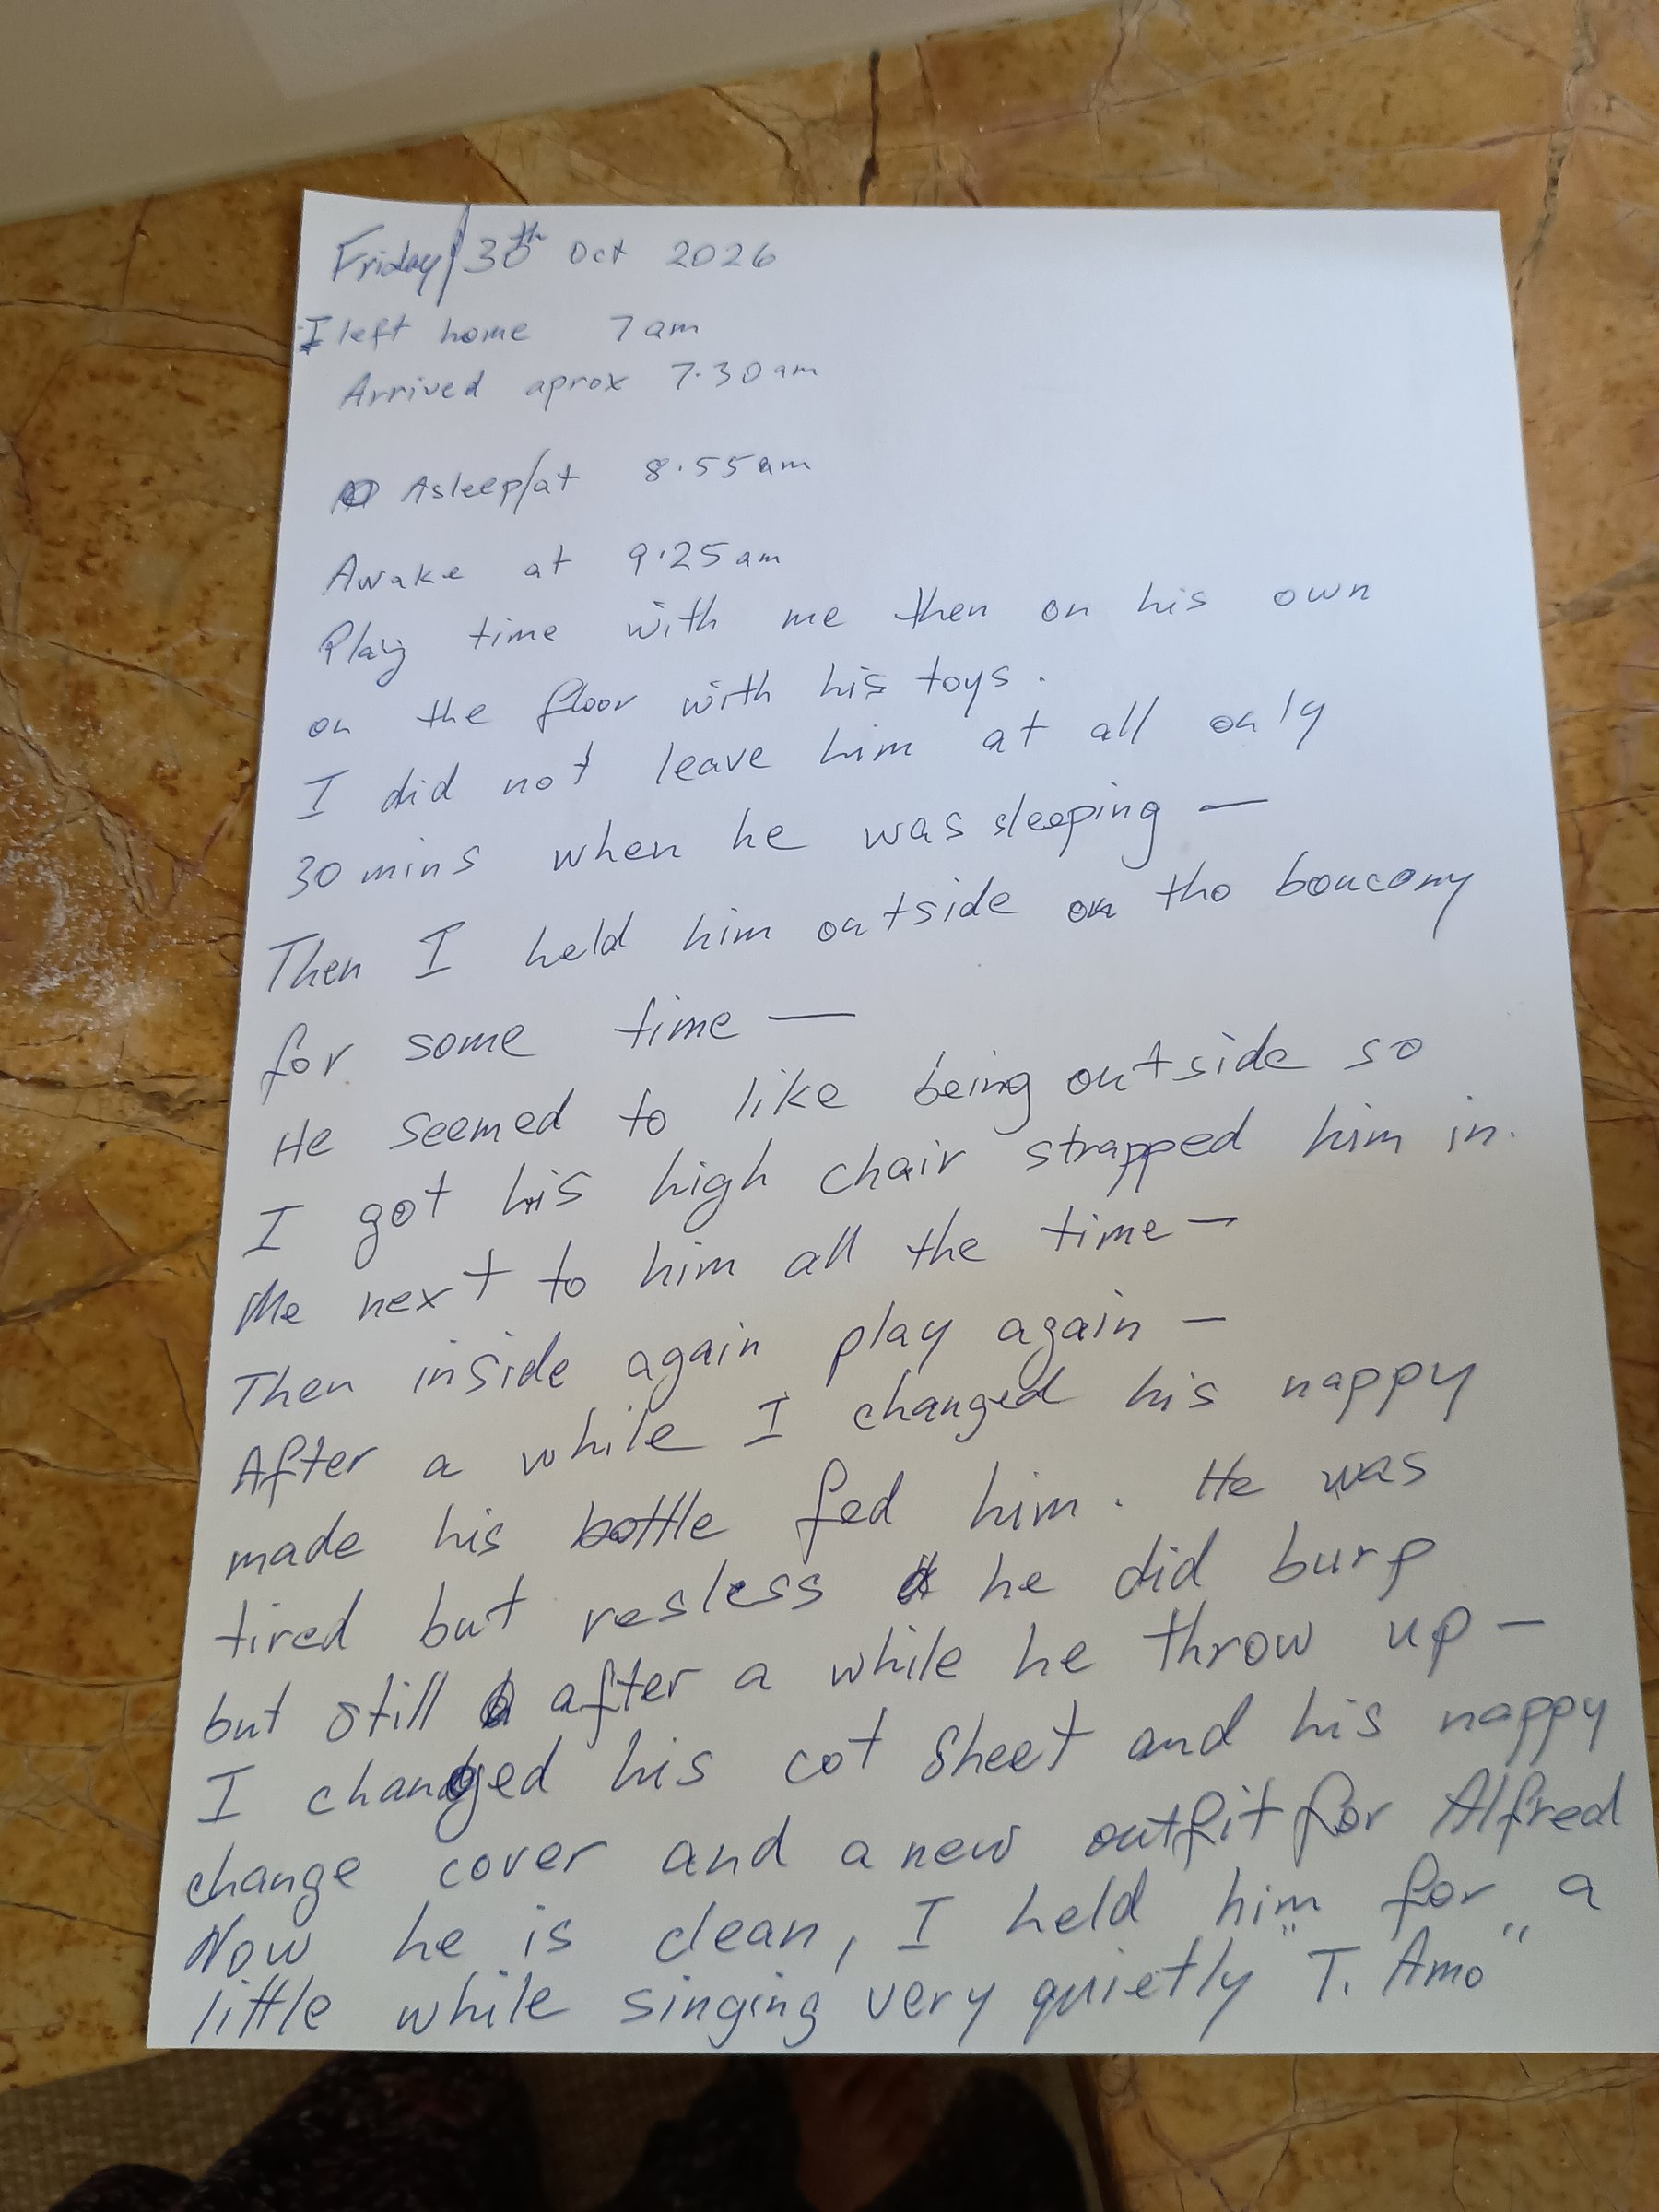 Friday/30th Oct 2026
I left home 7am
Arrived aprox 7.30am
Asleep/at 8.55am
Awake at 9.25am
Play time with me then on his own
on the floor with his toys.
I did not leave him at all only
30 mins when he was sleeping —
Then I held him outside on the boucony
for some time —
He seemed to like being outside so
I got his high chair strapped him in.
Me next to him all the time —
Then inside again play again —
After a while I changed his nappy
made his bottle fed him. He was
tired but resless he did burp
but still after a while he throw up —
I changed his cot sheet and his nappy
change cover and a new outfit for Alfred
Now he is clean, I held him for a
little while singing very quietly "T. Amo"